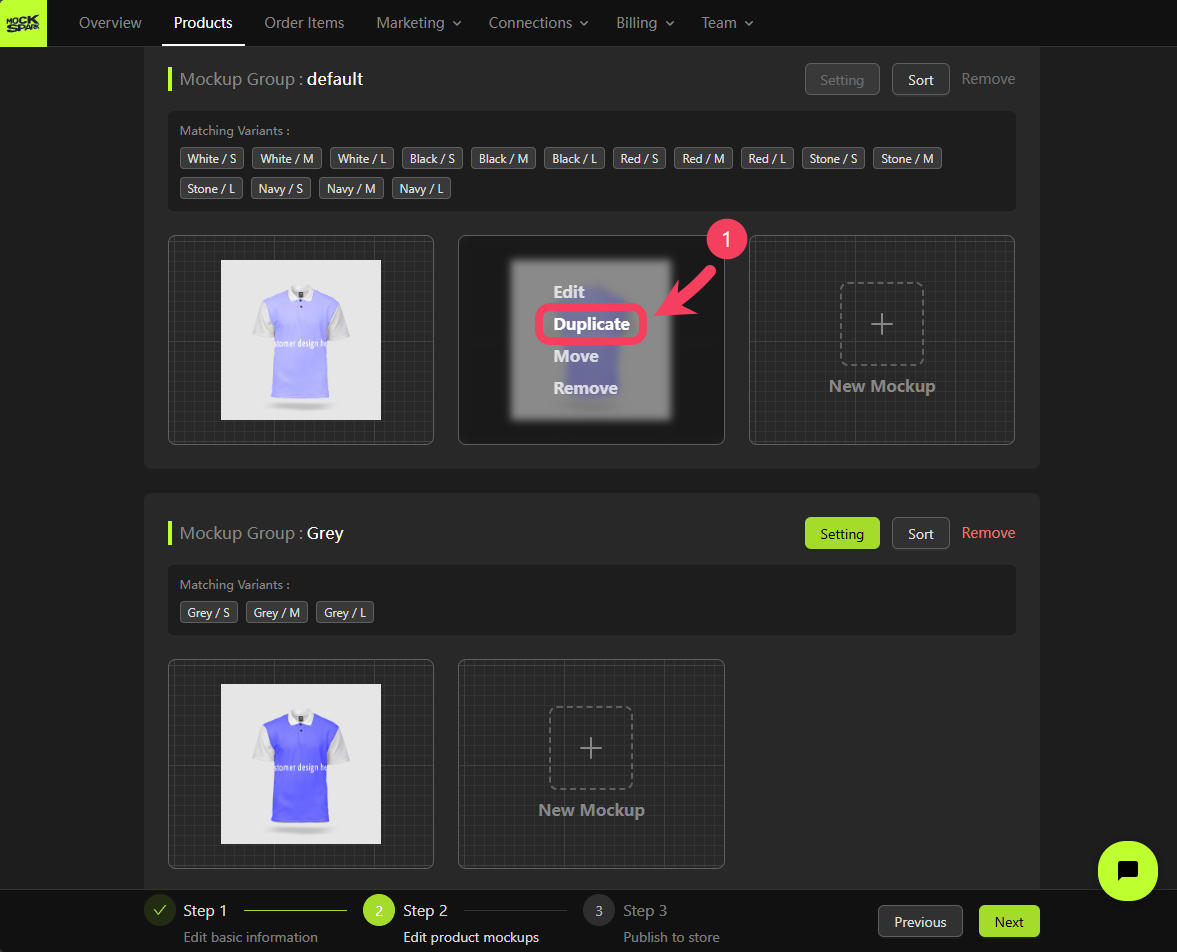 MOCK SPARK
Overview Products Order Items Marketing Connections Billing Team
Mockup Group : default Setting Sort Remove
Matching Variants :
White / S White / M White / L Black / S Black / M Black / L Red / S Red / M Red / L Stone / S Stone / M
Stone / L Navy / S Navy / M Navy / L
1
Edit
Duplicate
Move
Remove
stomer design he
New Mockup
Mockup Group : Grey Setting Sort Remove
Matching Variants :
Grey / S Grey / M Grey / L
stomer design he
New Mockup
Step 1 2 Step 2 3 Step 3 Previous Next
Edit basic information Edit product mockups Publish to store